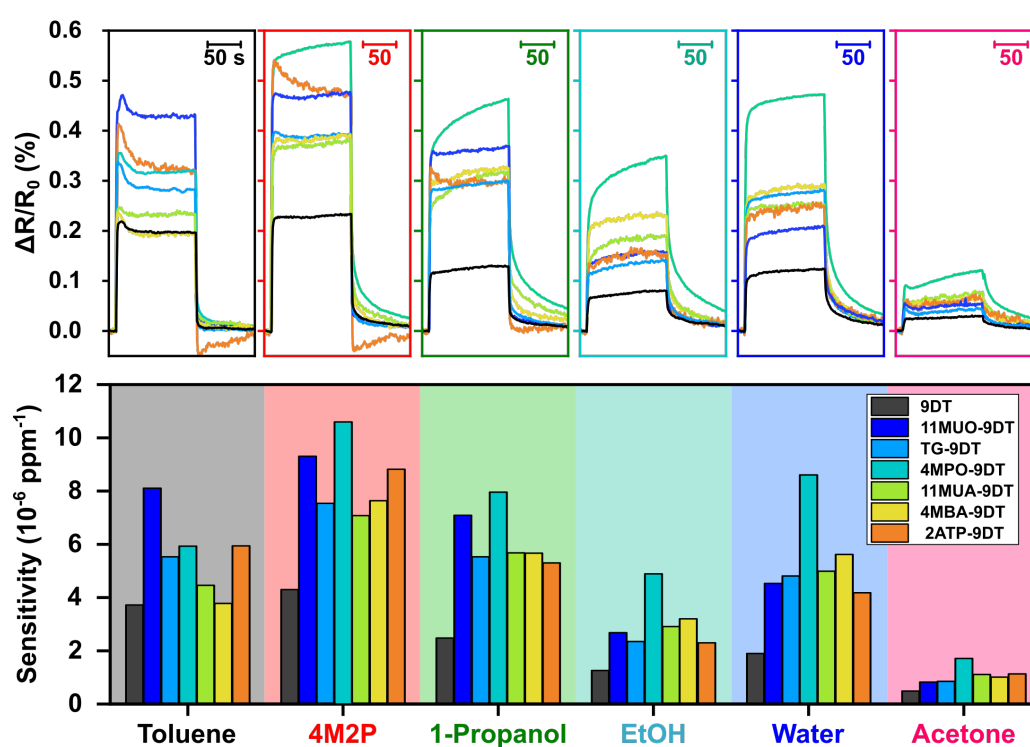 ΔR/R0 (%)
0.6
0.5
0.4
0.3
0.2
0.1
0.0
50 s
50
50
50
50
50
Sensitivity (10-6 ppm-1)
12
10
8
6
4
2
0
9DT
11MUO-9DT
TG-9DT
4MPO-9DT
11MUA-9DT
4MBA-9DT
2ATP-9DT
Toluene 4M2P 1-Propanol EtOH Water Acetone